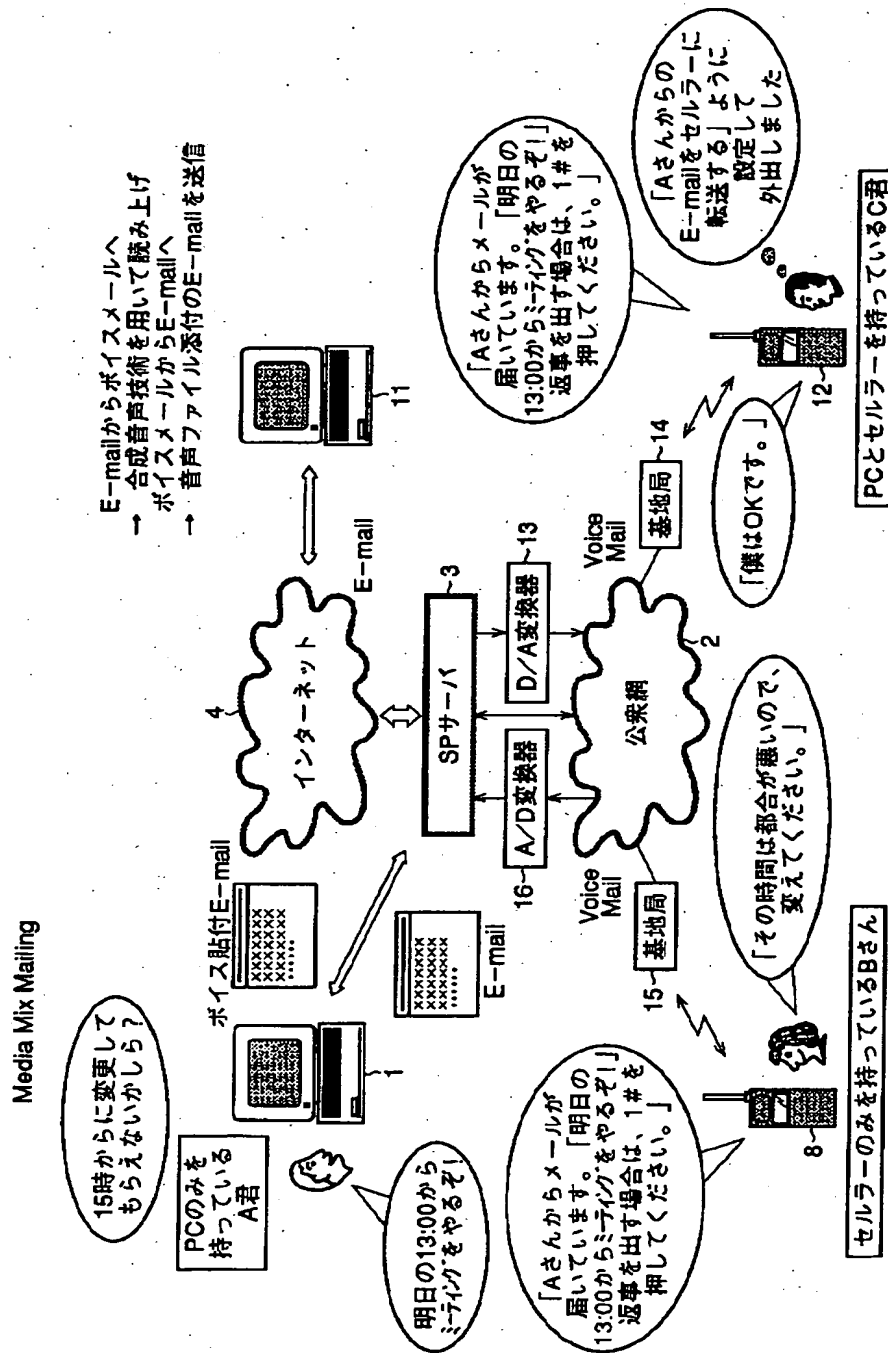 Media Mix Mailing
15時からに変更して
もらえないかしら?
PCのみを
持っている
A君
明日の13:00から
ミーティングをやるぞ!
1
ボイス貼付E-mail
×××××××
×××××××
×××××××
••••••
E-mail
×××××××
×××××××
×××××××
••••••
4
インターネット
E-mail
11
E-mailからボイスメールへ
→ 合成音声技術を用いて読み上げ
ボイスメールからE-mailへ
→ 音声ファイル添付のE-mailを送信
SPサーバ
3
16
A/D変換器
D/A変換器
13
Voice
Mail
公衆網
2
Voice
Mail
15
基地局
基地局
14
「Aさんからメールが
届いています。「明日の
13:00からミーティングをやるぞ!」
返事を出す場合は、1#を
押してください。」
8
「その時間は都合が悪いので、
変えてください。」
セルラーのみを持っているBさん
「Aさんからメールが
届いています。「明日の
13:00からミーティングをやるぞ!」
返事を出す場合は、1#を
押してください。」
「Aさんからの
E-mailをセルラーに
転送する」ように
設定して
外出しました
12
「僕はOKです。」
PCとセルラーを持っているC君